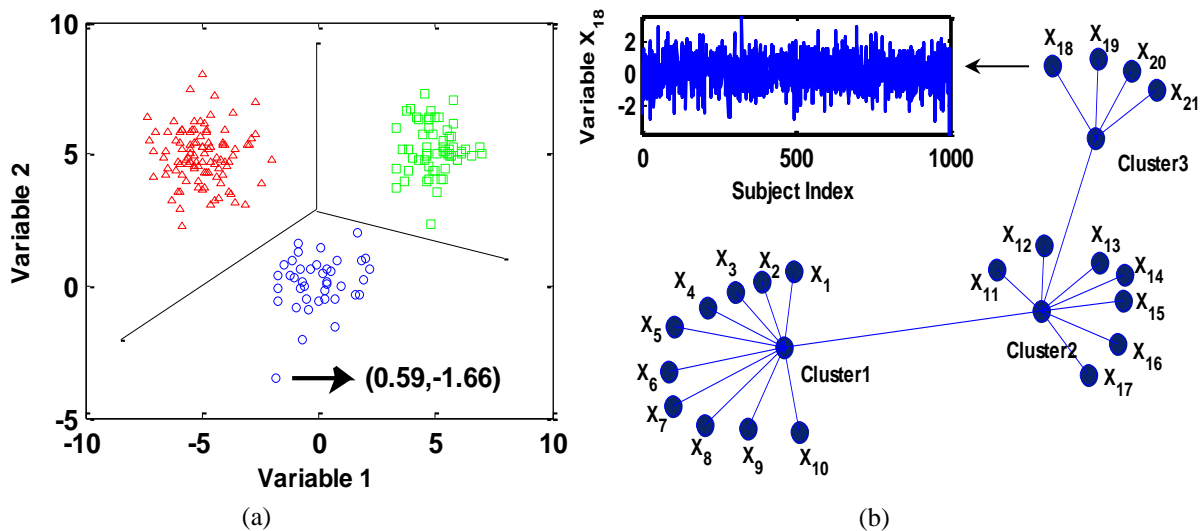 10
5
0
-5
-10
-5
0
5
10
Variable 2
Variable 1
(0.59,-1.66)
(a)
Variable X18
2
0
-2
0
500
1000
Subject Index
X18
X19
X20
X21
Cluster3
X12
X13
X11
X14
X15
X16
X17
Cluster2
X1
X2
X3
X4
X5
X6
X7
X8
X9
X10
Cluster1
(b)